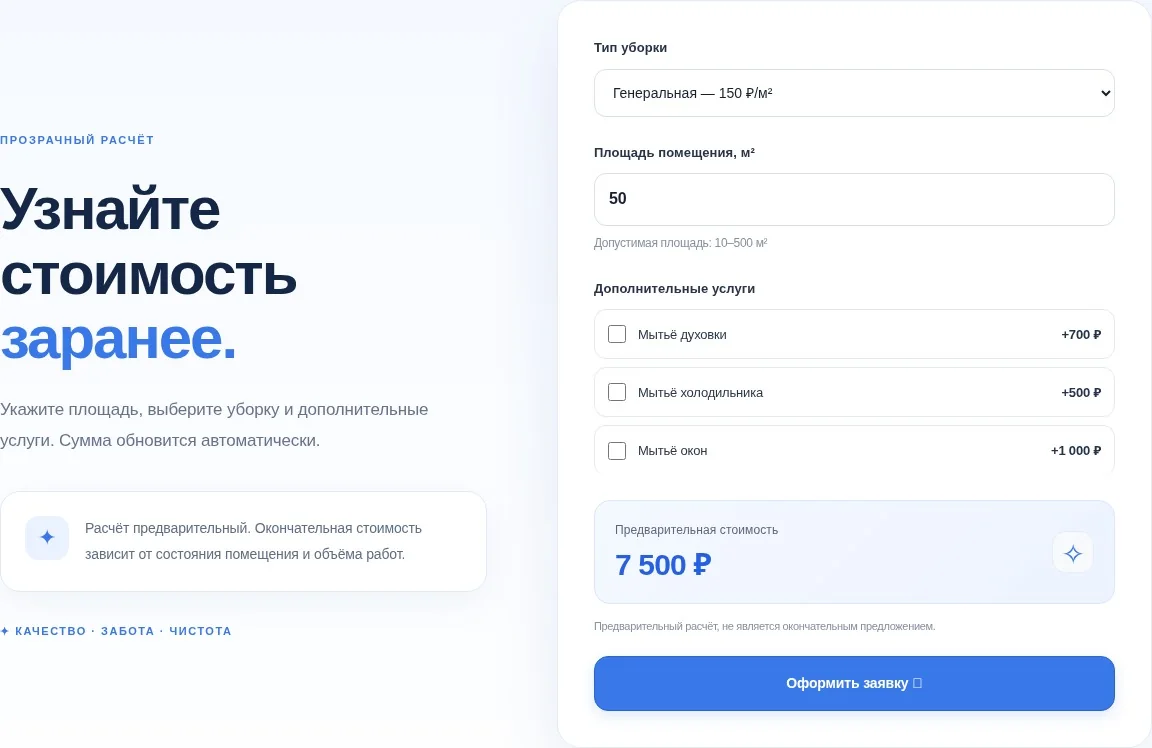 ПРОЗРАЧНЫЙ РАСЧЁТ
Узнайте
стоимость
заранее.
Укажите площадь, выберите уборку и дополнительные
услуги. Сумма обновится автоматически.
✦
Расчёт предварительный. Окончательная стоимость
зависит от состояния помещения и объёма работ.
✦ КАЧЕСТВО · ЗАБОТА · ЧИСТОТА
Тип уборки
Генеральная — 150 ₽/м²
Площадь помещения, м²
50
Допустимая площадь: 10–500 м²
Дополнительные услуги
Мытьё духовки +700 ₽
Мытьё холодильника +500 ₽
Мытьё окон +1 000 ₽
Предварительная стоимость
7 500 ₽
✧
Предварительный расчёт, не является окончательным предложением.
Оформить заявку